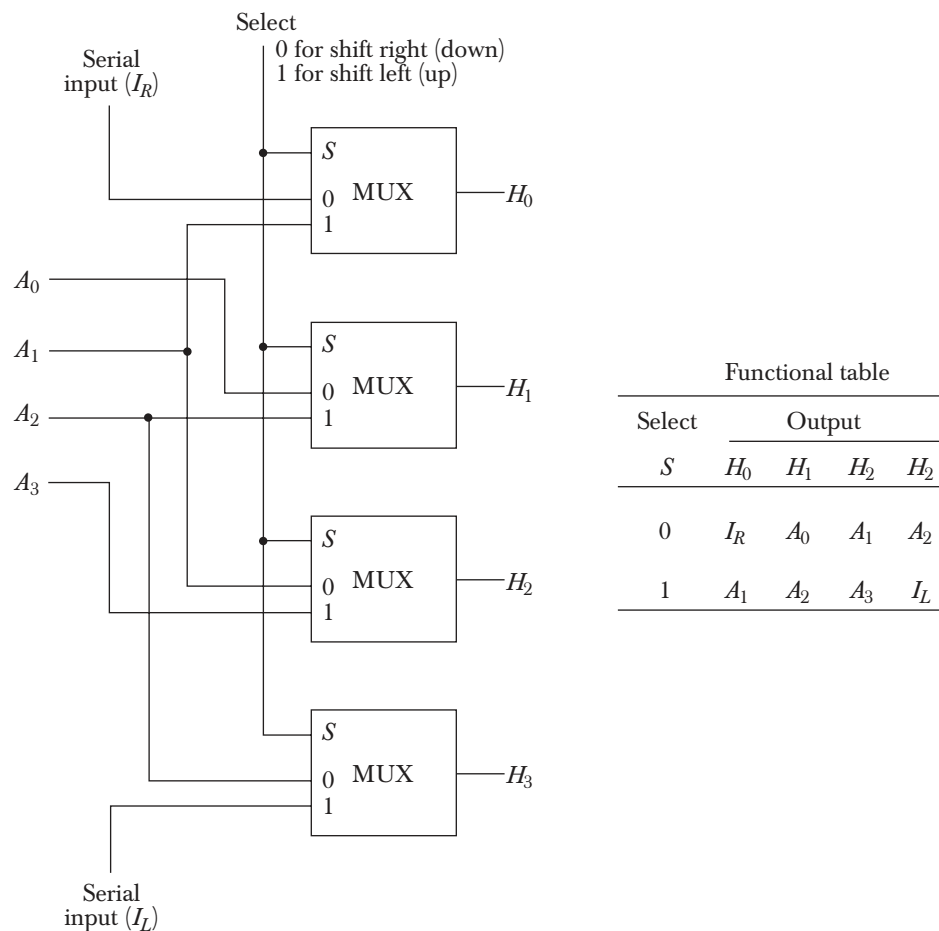 Select
0 for shift right (down)
1 for shift left (up)
Serial
input (I_R)
S
0
1
MUX
H_0
A_0
A_1
A_2
A_3
S
0
1
MUX
H_1
S
0
1
MUX
H_2
S
0
1
MUX
H_3
Serial
input (I_L)
Functional table
Select Output
S H_0 H_1 H_2 H_2
0 I_R A_0 A_1 A_2
1 A_1 A_2 A_3 I_L